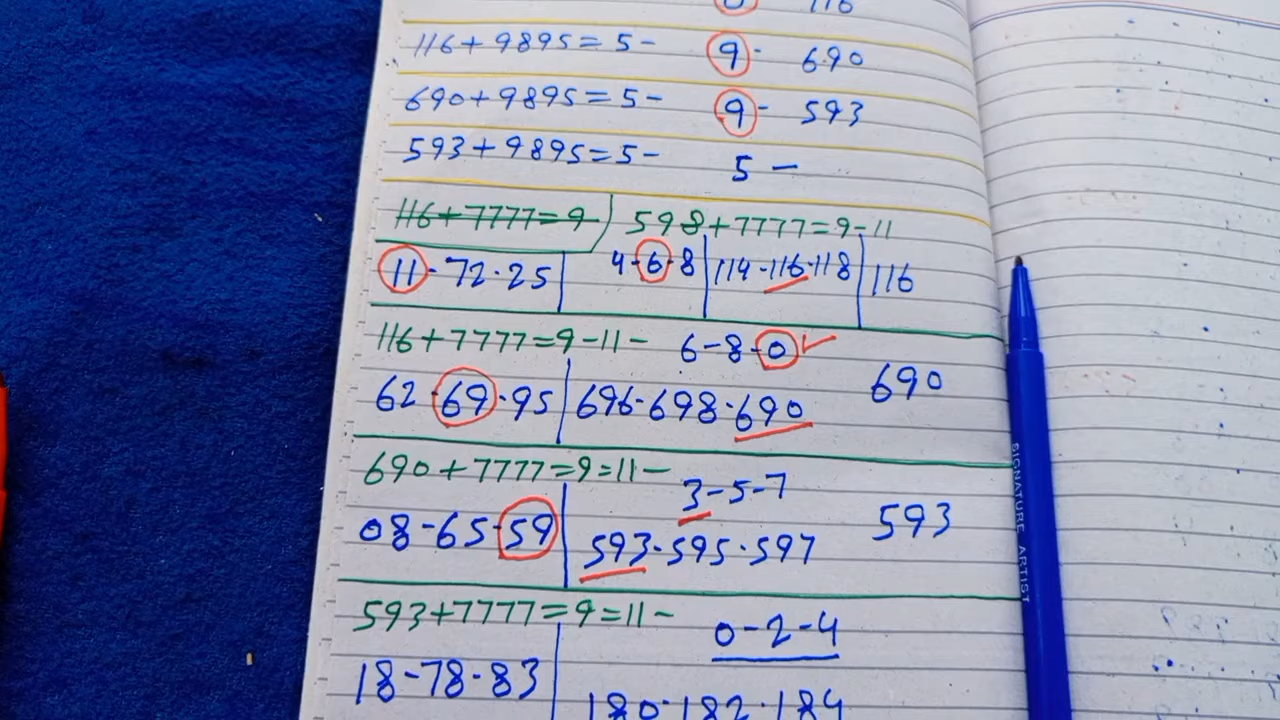 116
116+9895=5- 9- 690
690+9895=5- 9- 593
593+9895=5- 5-
116+7777=9 598+7777=9-11
11-72·25 4-6-8 114-116·118 116
116+7777=9-11- 6-8-0 ✓
62·69·95 696-698·690 690
690+7777=9=11- 3-5-7
08-65·59 593·595·597 593
593+7777=9=11- 0-2-4
18-78·83 180·182·184
SIGNATURE ARTIST